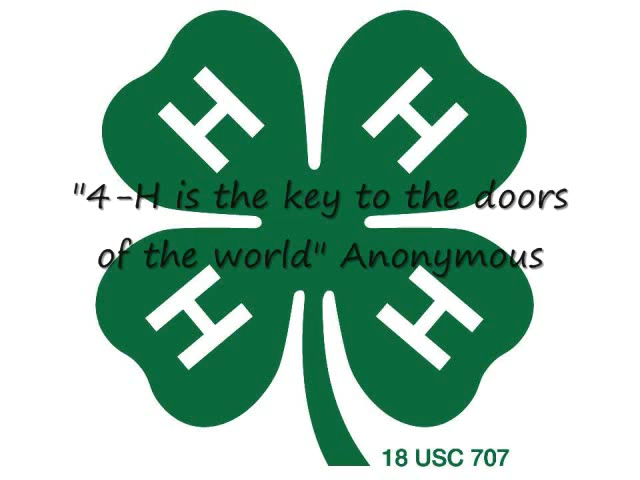 H H
"4-H is the key to the doors
of the world" Anonymous
H H
18 USC 707